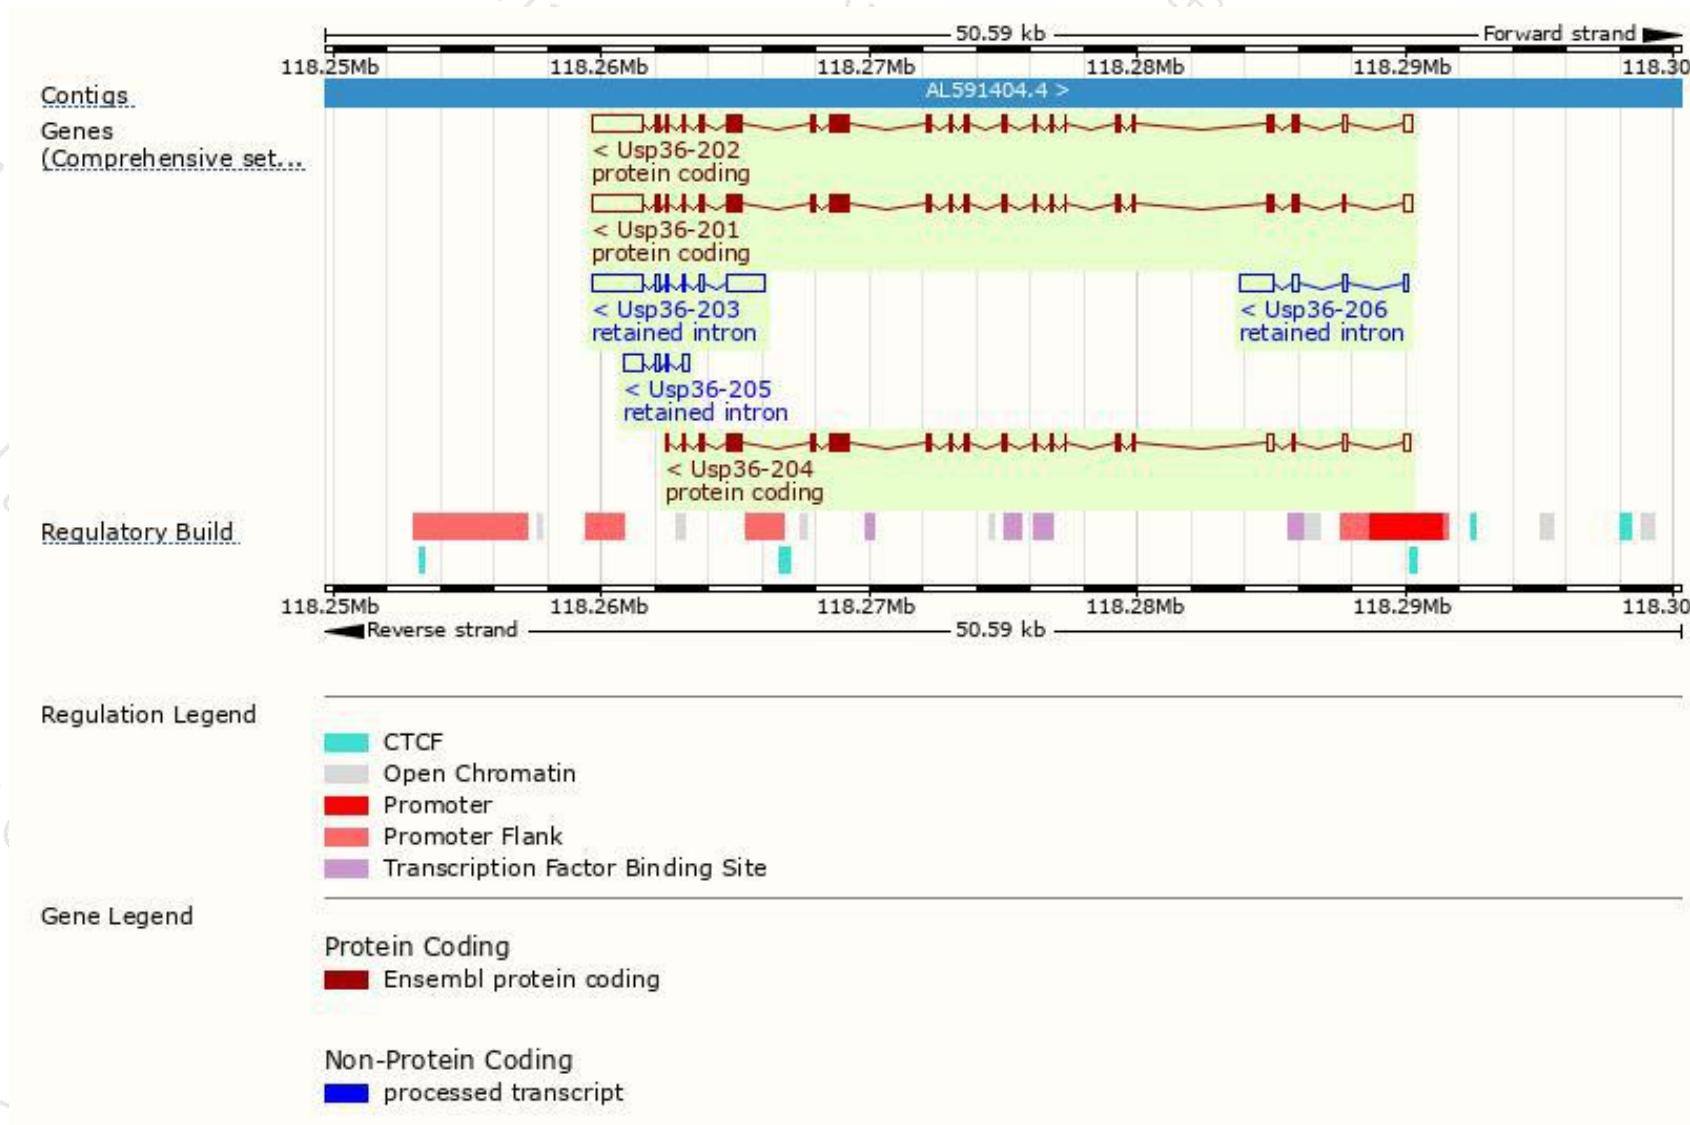 50.59 kb Forward strand
118.25Mb 118.26Mb 118.27Mb 118.28Mb 118.29Mb 118.30
Contigs AL591404.4 >
Genes
(Comprehensive set...
< Usp36-202
protein coding
< Usp36-201
protein coding
< Usp36-203 < Usp36-206
retained intron retained intron
< Usp36-205
retained intron
< Usp36-204
protein coding
Regulatory Build
118.25Mb 118.26Mb 118.27Mb 118.28Mb 118.29Mb 118.30
Reverse strand 50.59 kb
Regulation Legend
CTCF
Open Chromatin
Promoter
Promoter Flank
Transcription Factor Binding Site
Gene Legend
Protein Coding
Ensembl protein coding
Non-Protein Coding
processed transcript